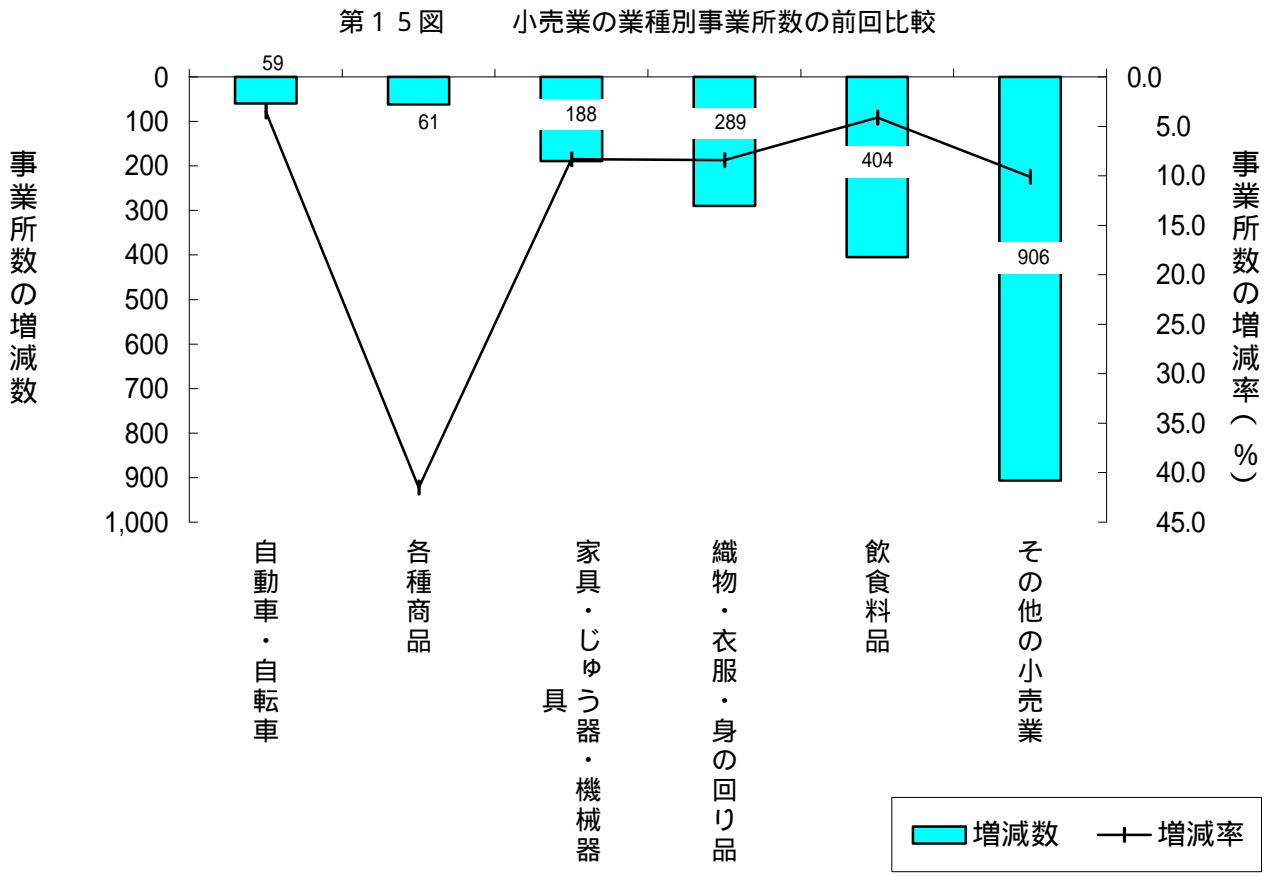 第１５図　　小売業の業種別事業所数の前回比較
事業所数の増減数
0
100
200
300
400
500
600
700
800
900
1,000
59
61
188
289
404
906
0.0
5.0
10.0
15.0
20.0
25.0
30.0
35.0
40.0
45.0
事業所数の増減率（％）
自動車・自転車
各種商品
家具・じゅう器・機械器
具
織物・衣服・身の回り品
飲食料品
その他の小売業
増減数
増減率